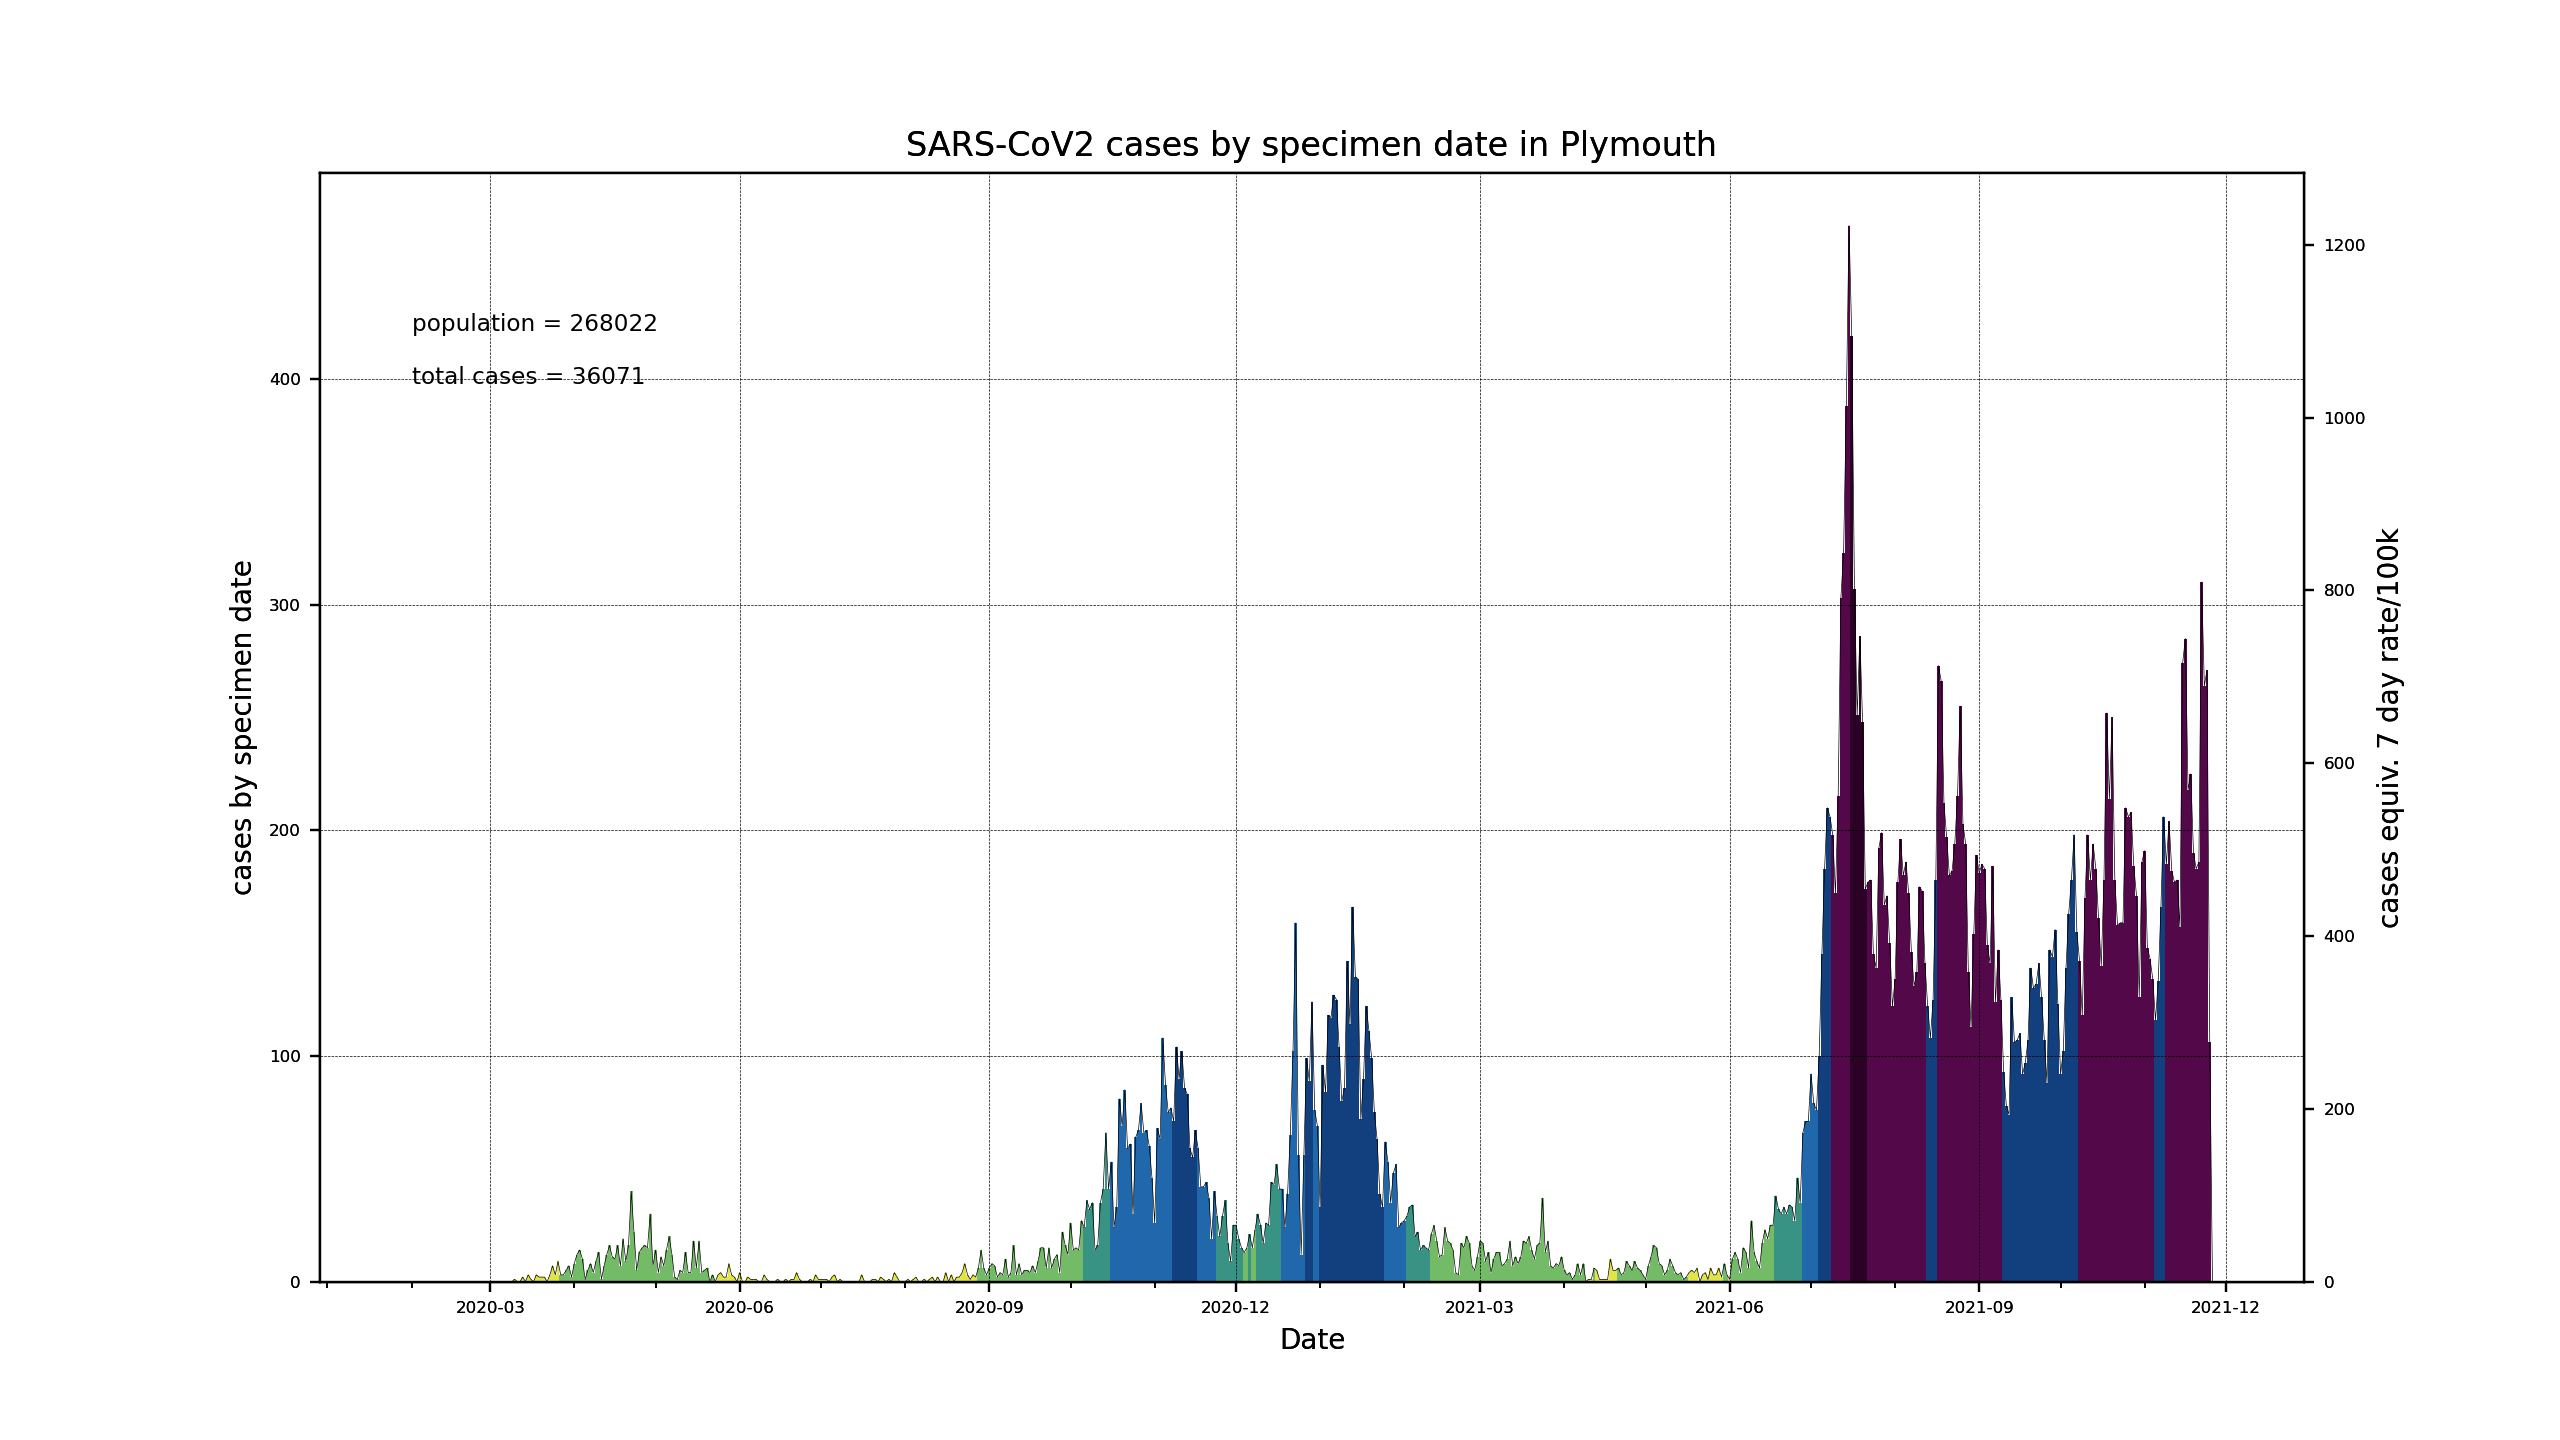 SARS-CoV2 cases by specimen date in Plymouth
population = 268022
total cases = 36071
cases by specimen date
400
300
200
100
0
1200
1000
800
600
400
200
0
cases equiv. 7 day rate/100k
2020-03 2020-06 2020-09 2020-12 2021-03 2021-06 2021-09 2021-12
Date